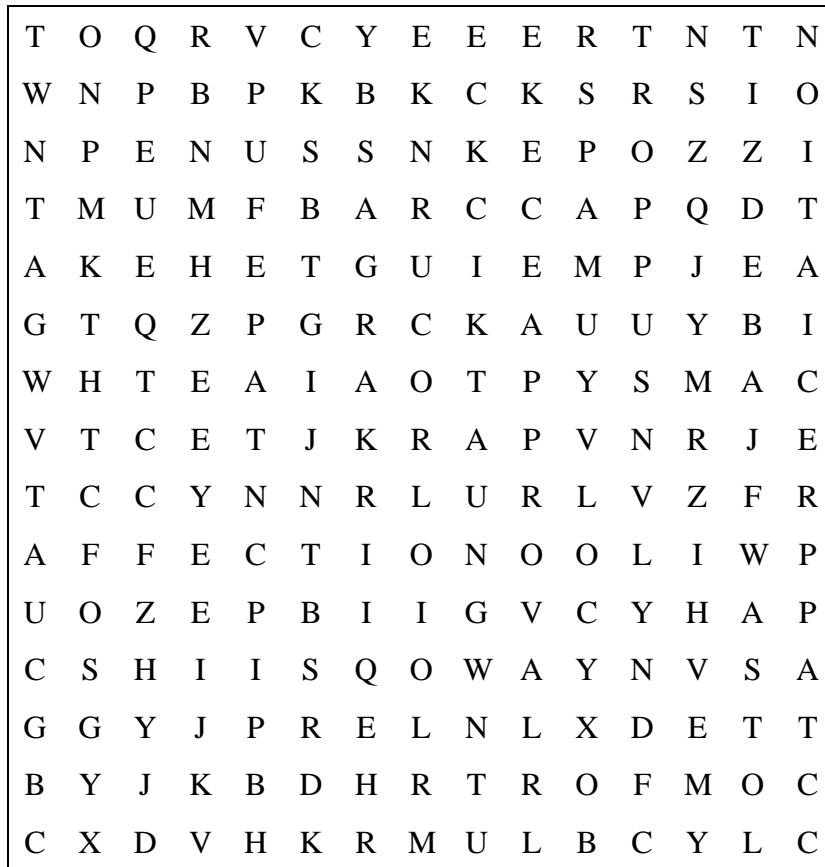 T O Q R V C Y E E E R T N T N
W N P B P K B K C K S R S I O
N P E N U S S N K E P O Z Z I
T M U M F B A R C C A P Q D T
A K E H E T G U I E M P J E A
G T Q Z P G R C K A U U Y B I
W H T E A I A O T P Y S M A C
V T C E T J K R A P V N R J E
T C C Y N N R L U R L V Z F R
A F F E C T I O N O O L I W P
U O Z E P B I I G V C Y H A P
C S H I I S Q O W A Y N V S A
G G Y J P R E L N L X D E T T
B Y J K B D H R T R O F M O C
C X D V H K R M U L B C Y L C